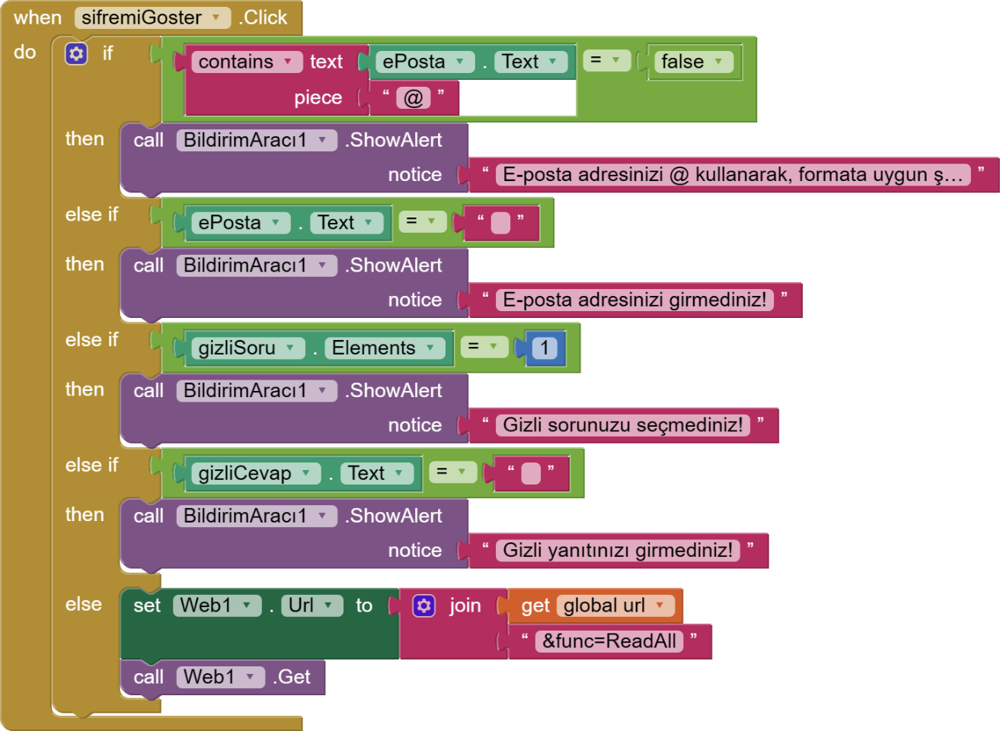 when sifremiGoster .Click
do if contains text ePosta . Text = false
piece “ @ ”
then call BildirimAracı1 .ShowAlert
notice “ E-posta adresinizi @ kullanarak, formata uygun ş... ”
else if ePosta . Text = “ ”
then call BildirimAracı1 .ShowAlert
notice “ E-posta adresinizi girmediniz! ”
else if gizliSoru . Elements = 1
then call BildirimAracı1 .ShowAlert
notice “ Gizli sorunuzu seçmediniz! ”
else if gizliCevap . Text = “ ”
then call BildirimAracı1 .ShowAlert
notice “ Gizli yanıtınızı girmediniz! ”
else set Web1 . Url to join get global url
“ &func=ReadAll ”
call Web1 .Get